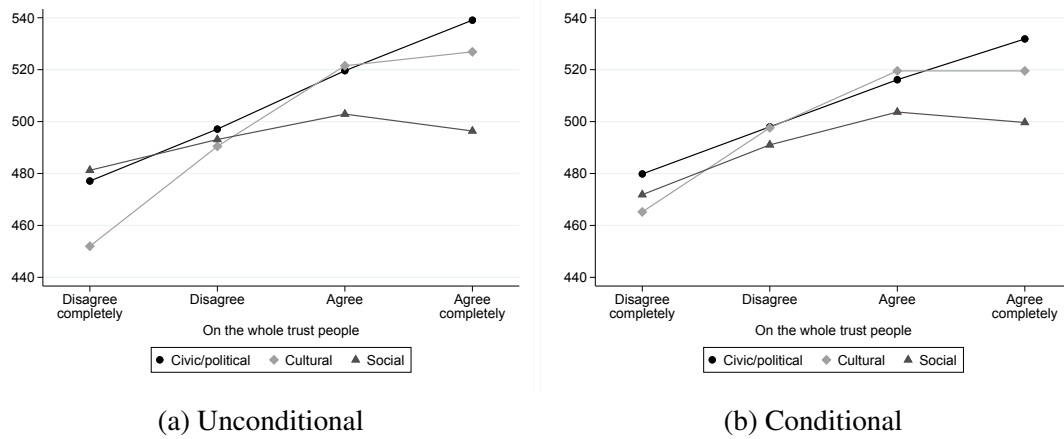 540
520
500
480
460
440
Disagree completely
Disagree
Agree
Agree completely
On the whole trust people
Civic/political Cultural Social
(a) Unconditional
540
520
500
480
460
440
Disagree completely
Disagree
Agree
Agree completely
On the whole trust people
Civic/political Cultural Social
(b) Conditional